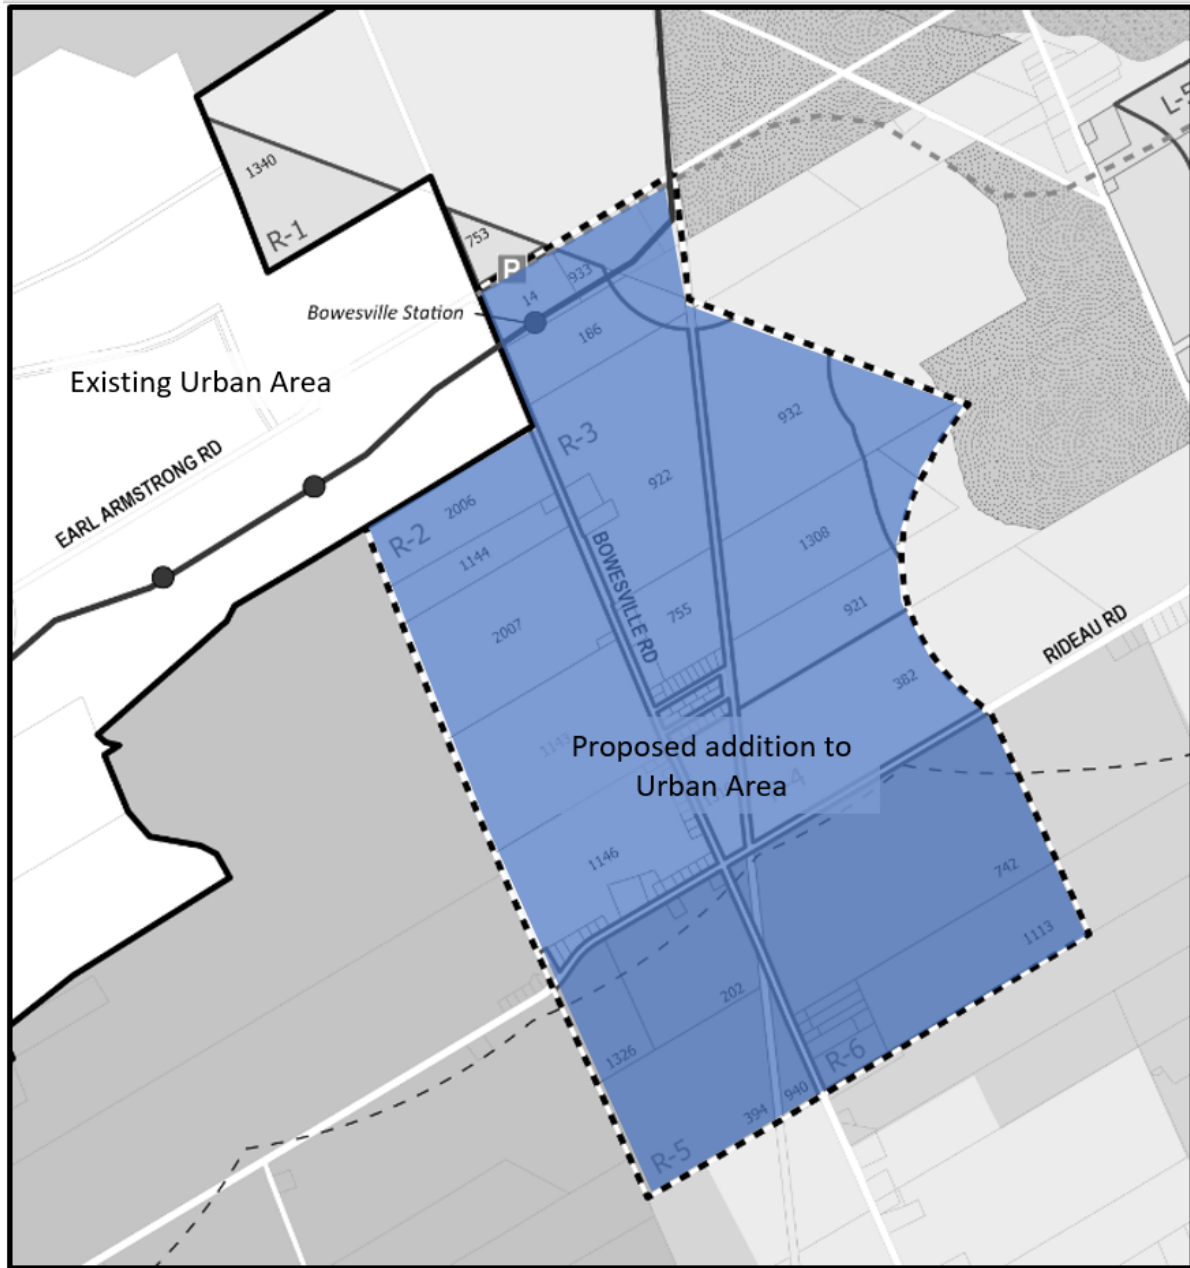 L-5
1340
R-1
753
P
933
14
Bowesville Station
186
Existing Urban Area
932
R-3
922
EARL ARMSTRONG RD
2006
R-2
1144
1308
BOWESVILLE RD
755
921
2007
RIDEAU RD
382
1143
Proposed addition to
Urban Area
1146
742
1113
202
1326
R-6
940
394
R-5